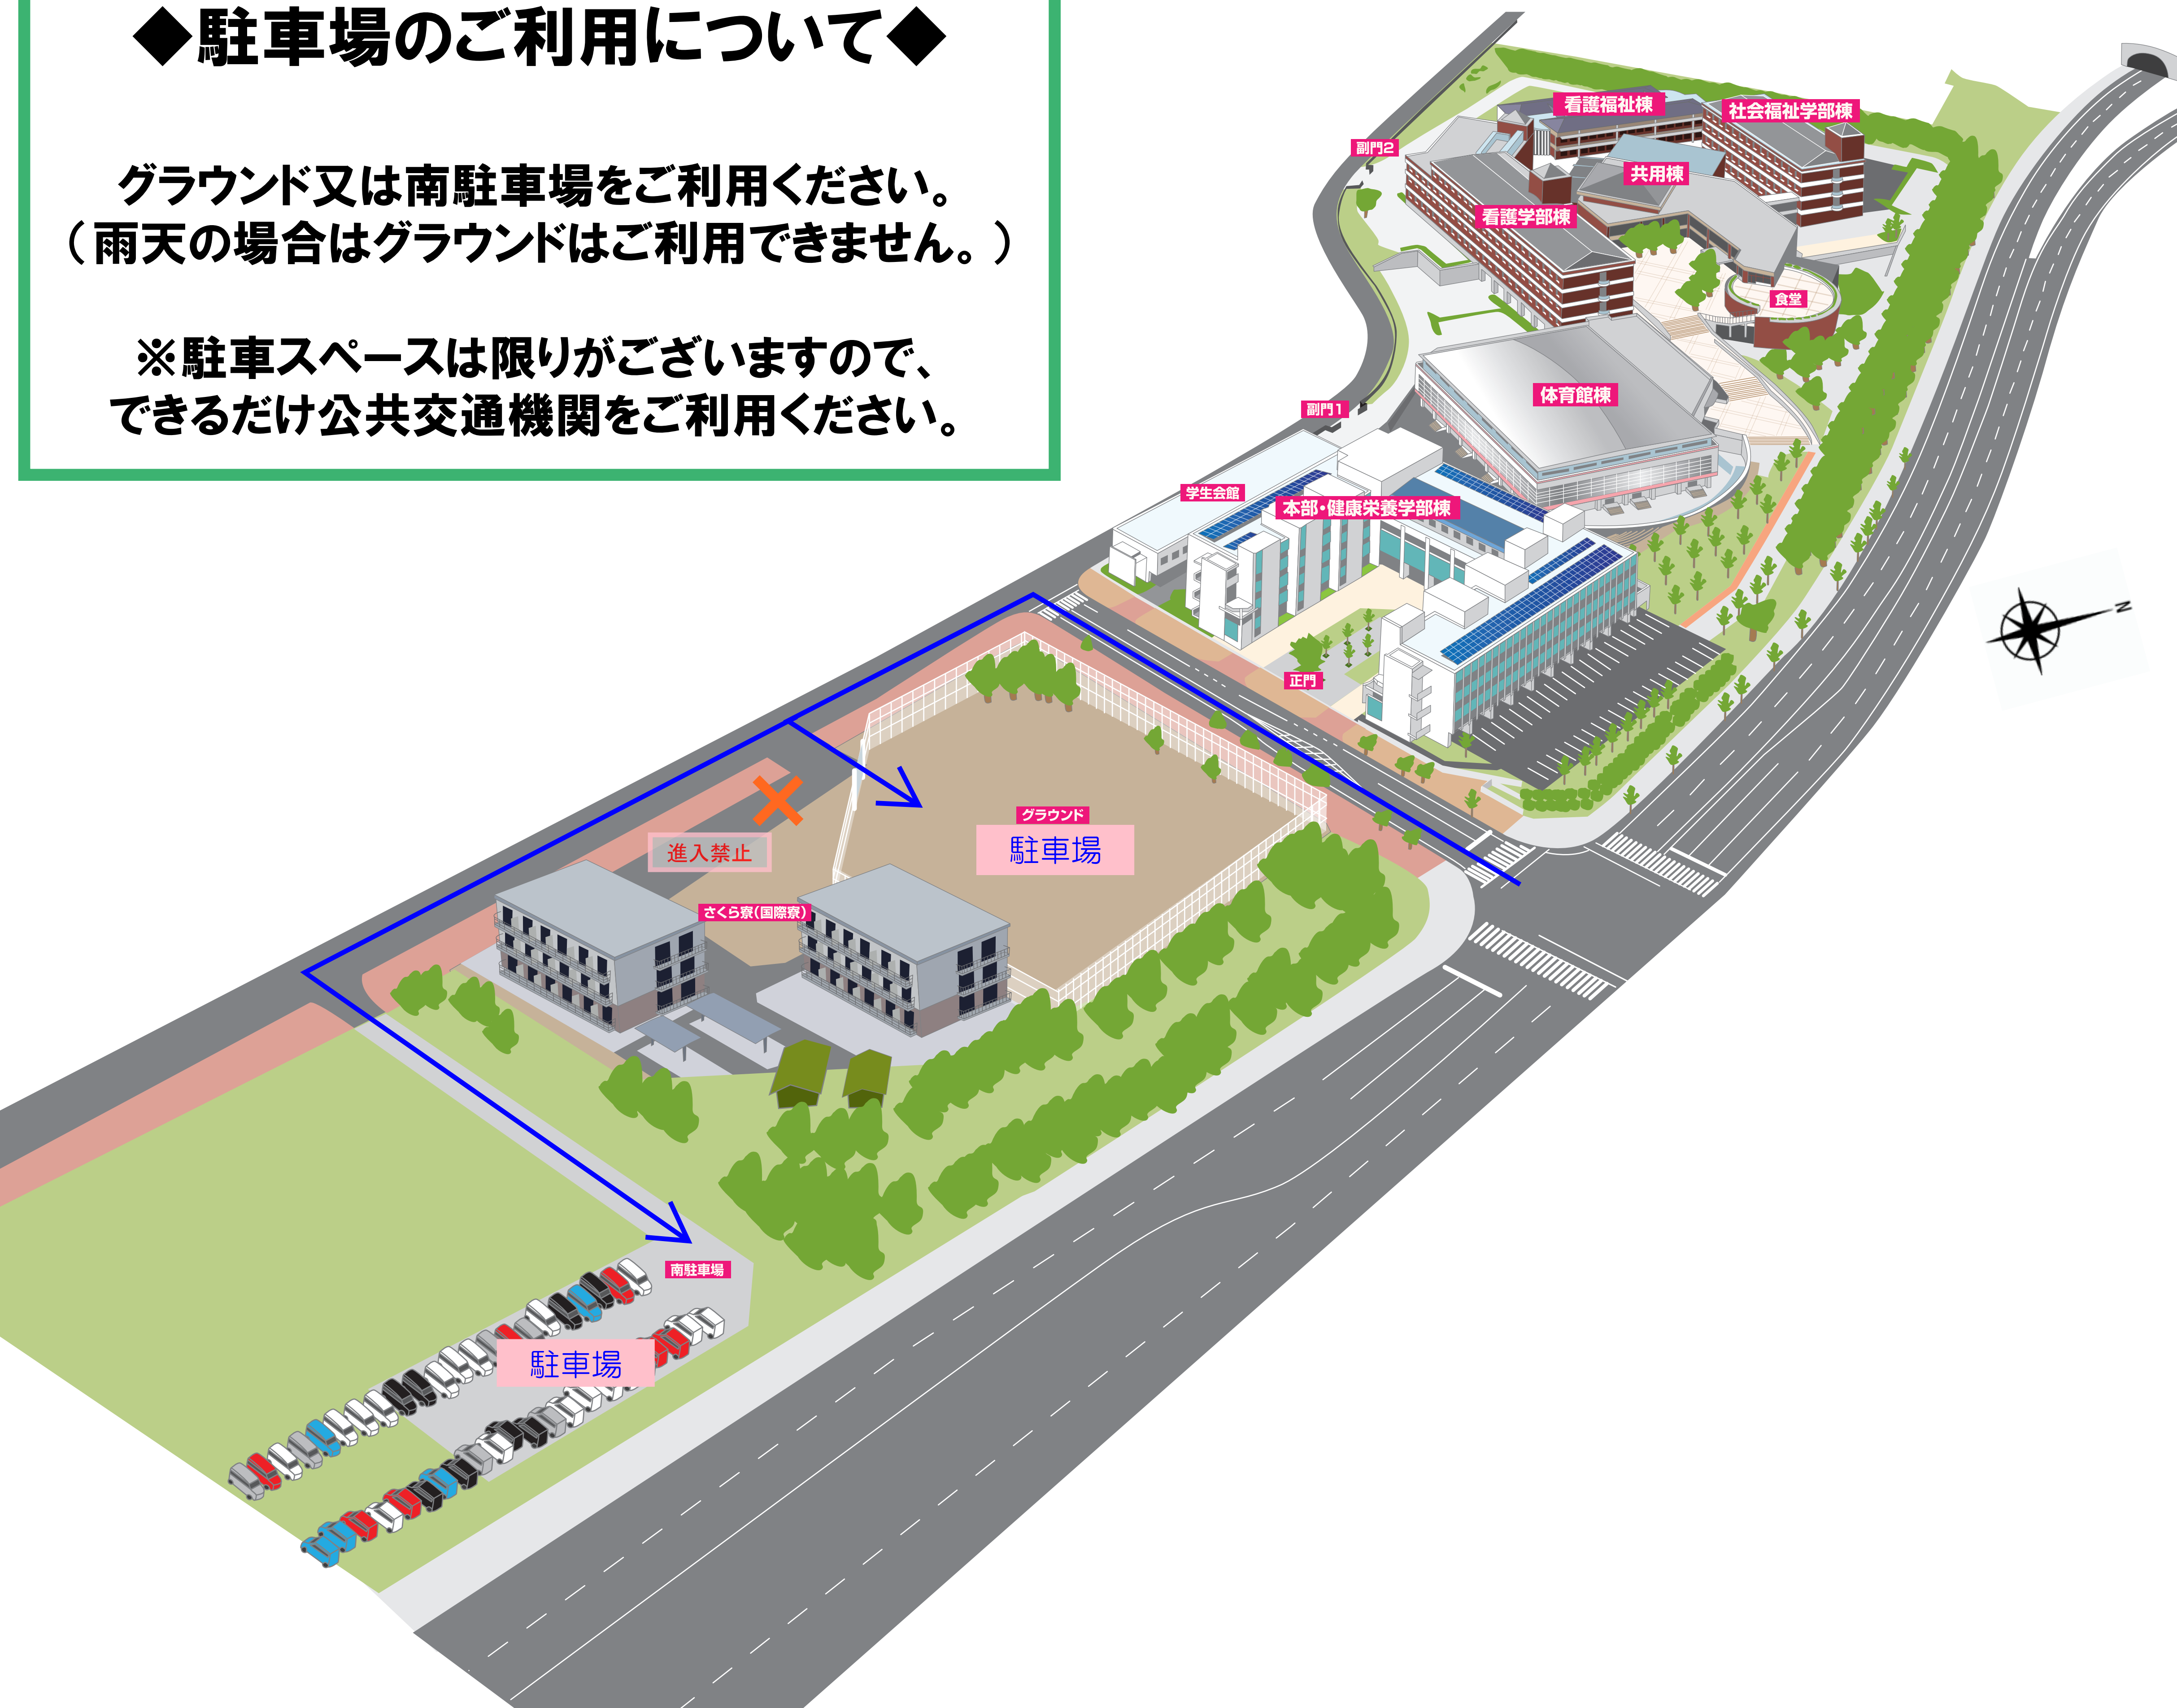 ◆駐車場のご利用について◆
グラウンド又は南駐車場をご利用ください。
（雨天の場合はグラウンドはご利用できません。）
※駐車スペースは限りがございますので、
できるだけ公共交通機関をご利用ください。
看護福祉棟
社会福祉学部棟
副門2
共用棟
看護学部棟
食堂
体育館棟
副門1
学生会館
本部・健康栄養学部棟
N
正門
グラウンド
駐車場
進入禁止
さくら寮(国際寮)
南駐車場
駐車場